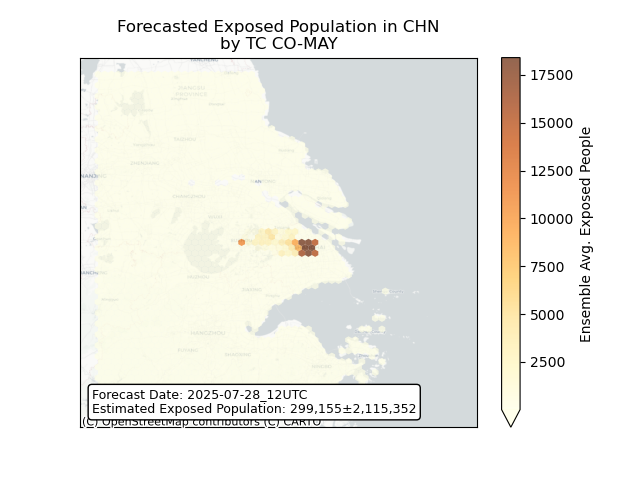 Forecasted Exposed Population in CHN
by TC CO-MAY
17500
15000
12500
10000
7500
5000
2500
Ensemble Avg. Exposed People
HANGZHOU
Forecast Date: 2025-07-28_12UTC
Estimated Exposed Population: 299,155±2,115,352
(C) OpenStreetMap contributors (C) CARTO